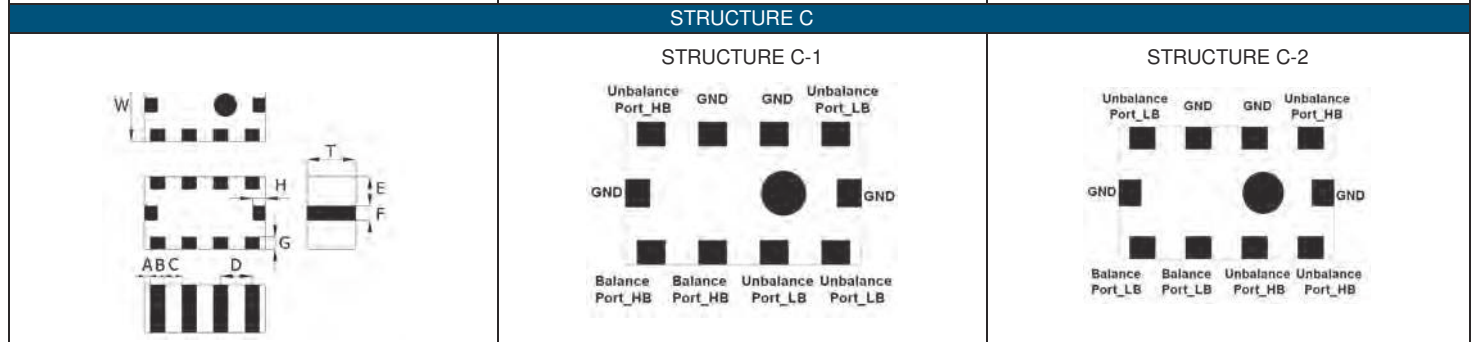 STRUCTURE C
W
T
H
E
F
G
A B C
D
STRUCTURE C-1
Unbalance Port_HB
GND
GND
Unbalance Port_LB
GND
GND
Balance Port_HB
Balance Port_HB
Unbalance Port_LB
Unbalance Port_LB
STRUCTURE C-2
Unbalance Port_LB
GND
GND
Unbalance Port_HB
GND
GND
Balance Port_LB
Balance Port_LB
Unbalance Port_HB
Unbalance Port_HB